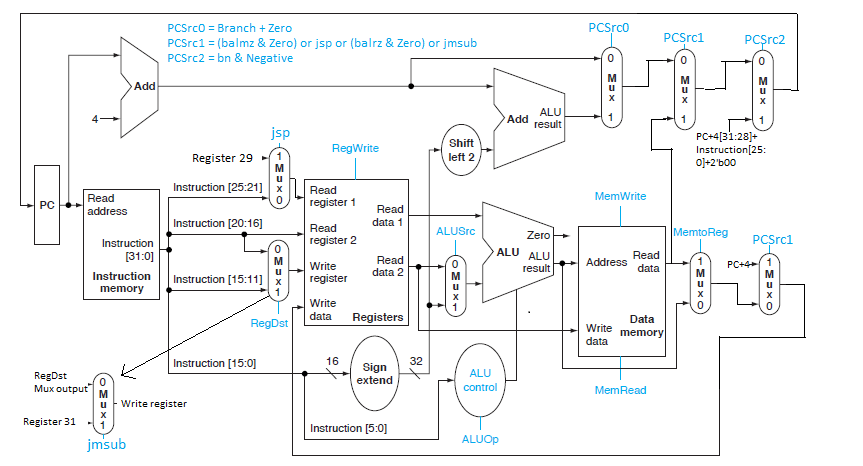 PCSrc0 = Branch + Zero
PCSrc1 = (balmz & Zero) or jsp or (balrz & Zero) or jmsub
PCSrc2 = bn & Negative
PCSrc0
0
Mux
1
PCSrc1
0
Mux
1
PCSrc2
0
Mux
1
Add
4
Add ALU
result
Shift
left 2
PC+4[31:28]+
Instruction[25:
0]+2'b00
jsp
Register 29
1
Mux
0
RegWrite
PC
Read
address
Instruction
[31:0]
Instruction
memory
Instruction [25:21]
Instruction [20:16]
Instruction [15:11]
0
Mux
1
RegDst
Read
register 1
Read
register 2
Write
register
Write
data
Read
data 1
Read
data 2
Registers
ALUSrc
0
Mux
1
Zero
ALU ALU
result
MemWrite
Address
Read
data
Write
data
Data
memory
MemRead
MemtoReg
1
Mux
0
PCSrc1
PC+4
1
Mux
0
Instruction [15:0]
16
Sign
extend
32
ALU
control
ALUOp
Instruction [5:0]
RegDst
Mux output
0
Mux
1
Write register
Register 31
jmsub